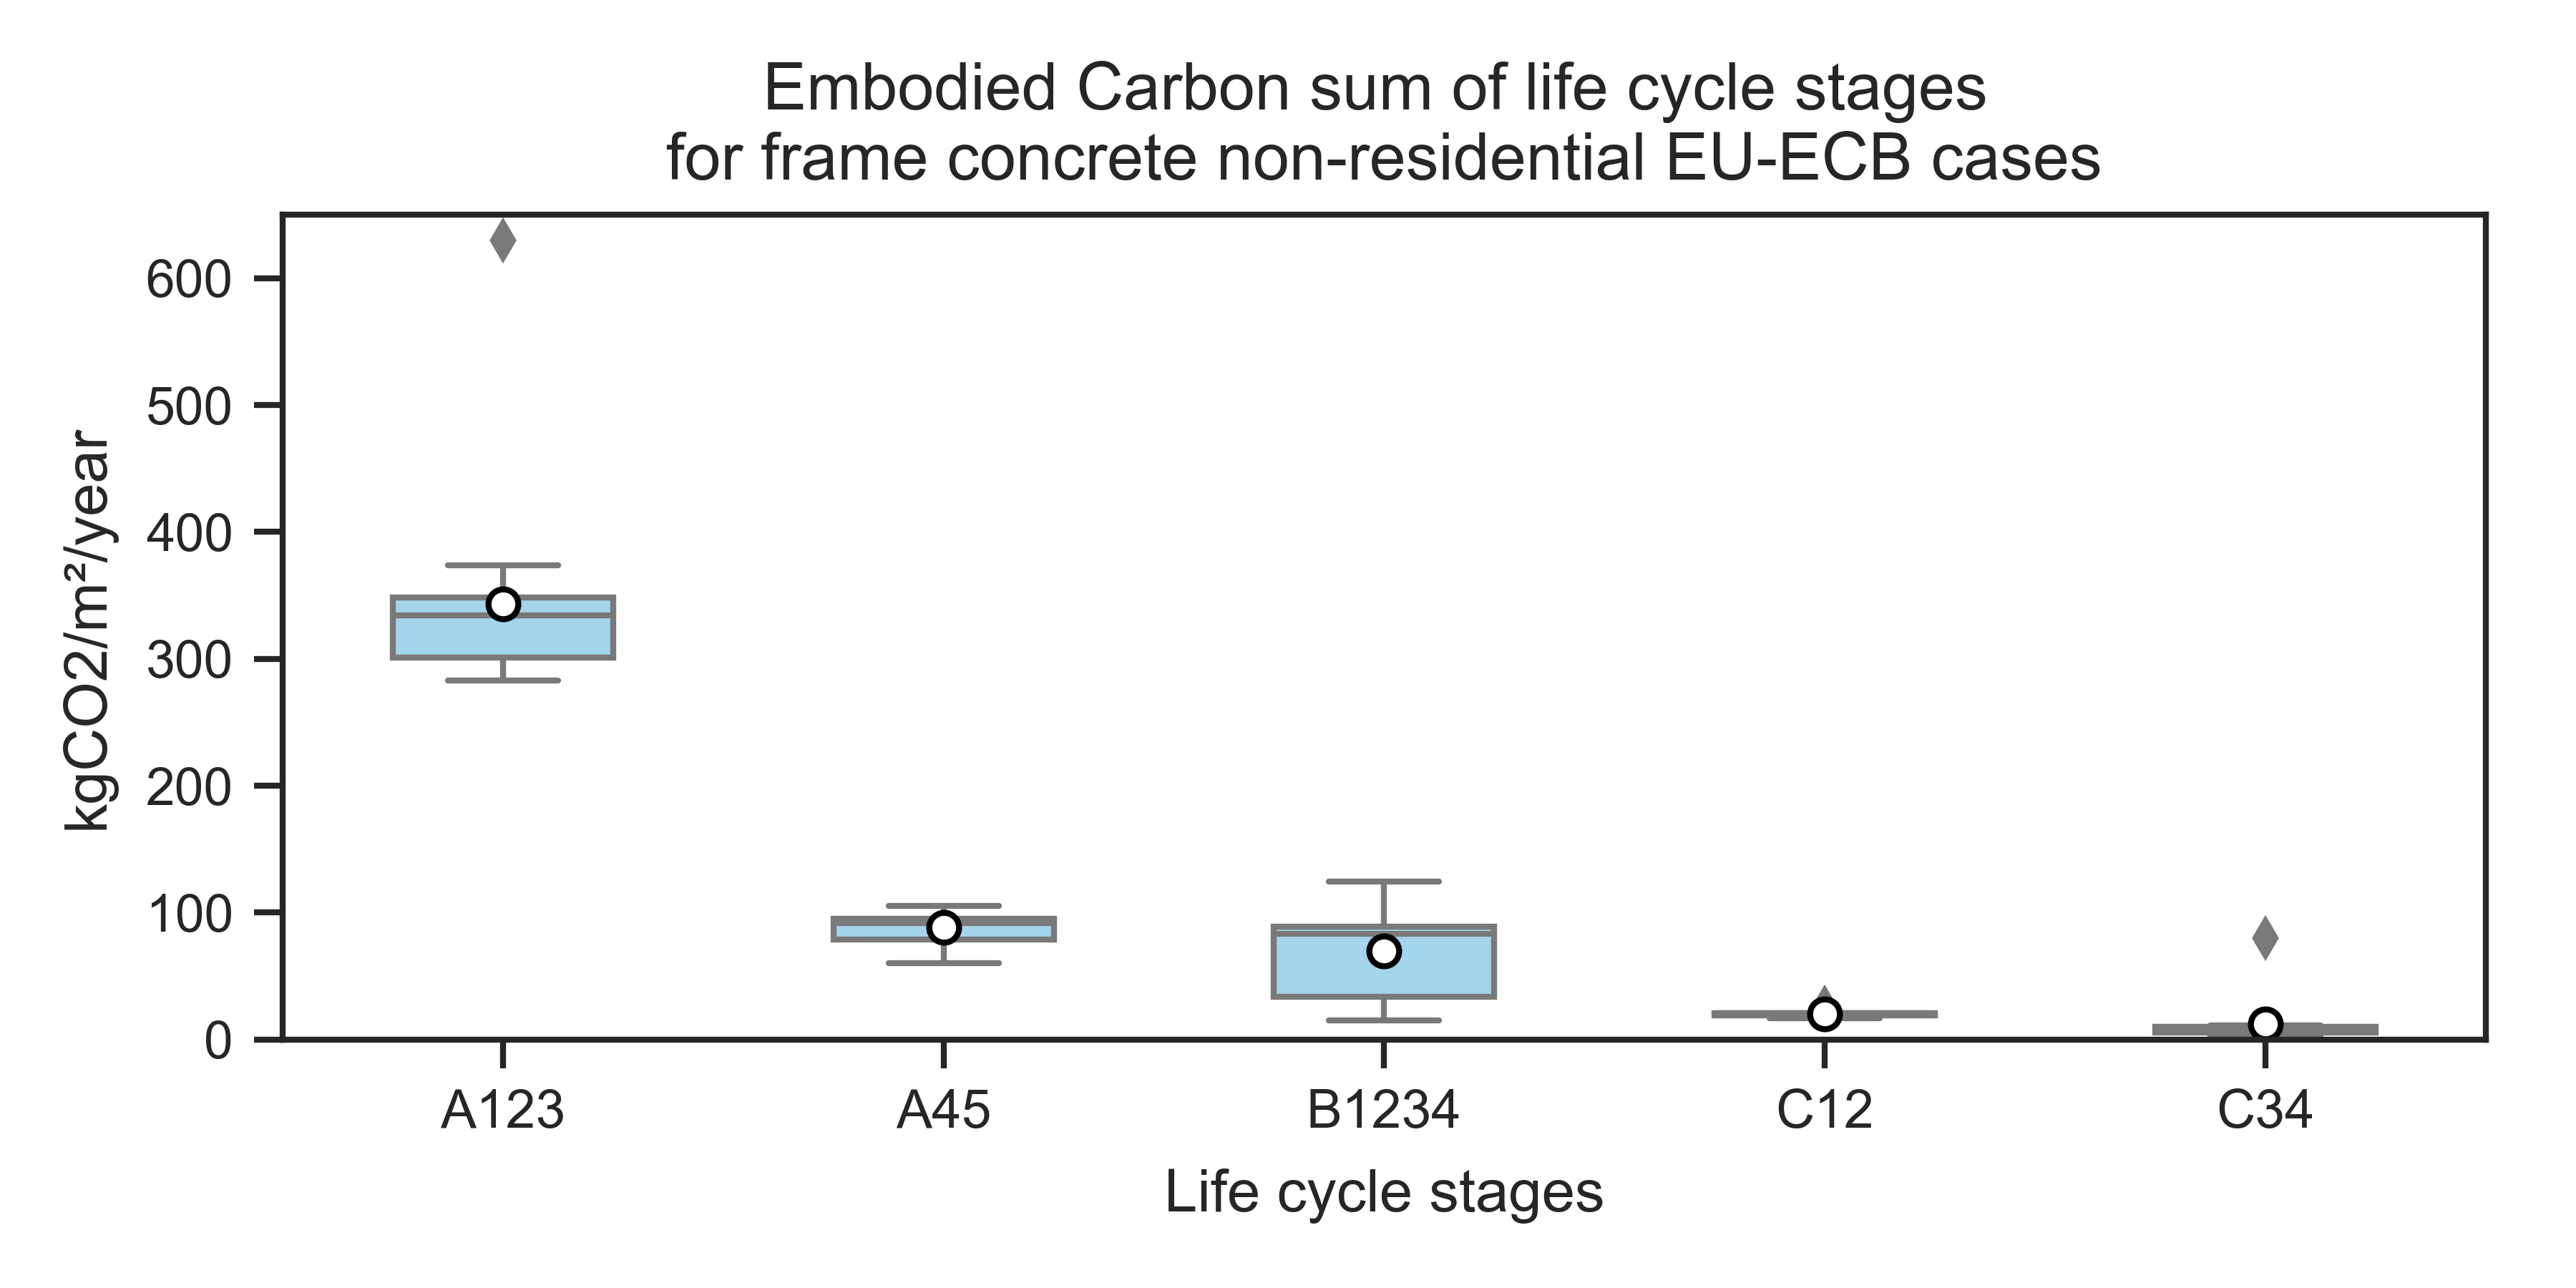 Embodied Carbon sum of life cycle stages
for frame concrete non-residential EU-ECB cases
kgCO2/m²/year
600
500
400
300
200
100
0
A123 A45 B1234 C12 C34
Life cycle stages